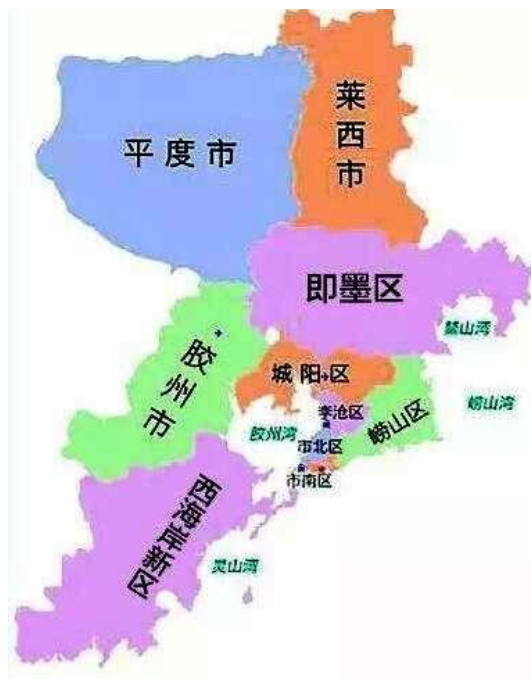 莱西市
平度市
即墨区
鳌山湾
胶州市
城阳区
崂山湾
李沧区
崂山区
胶州湾
市北区
市南区
西海岸新区
灵山湾